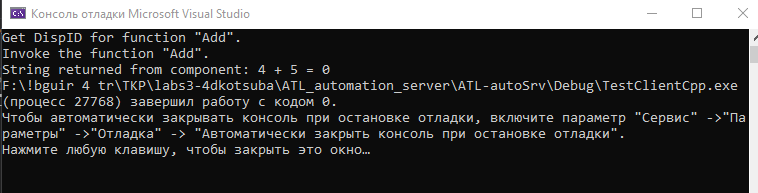 Консоль отладки Microsoft Visual Studio
Get DispID for function "Add".
Invoke the function "Add".
String returned from component: 4 + 5 = 0
F:\!bguir 4 tr\TKP\labs3-4dkotsuba\ATL_automation_server\ATL-autoSrv\Debug\TestClientCpp.exe
(процесс 27768) завершил работу с кодом 0.
Чтобы автоматически закрывать консоль при остановке отладки, включите параметр "Сервис" ->"Па
раметры" ->"Отладка" -> "Автоматически закрыть консоль при остановке отладки".
Нажмите любую клавишу, чтобы закрыть это окно…